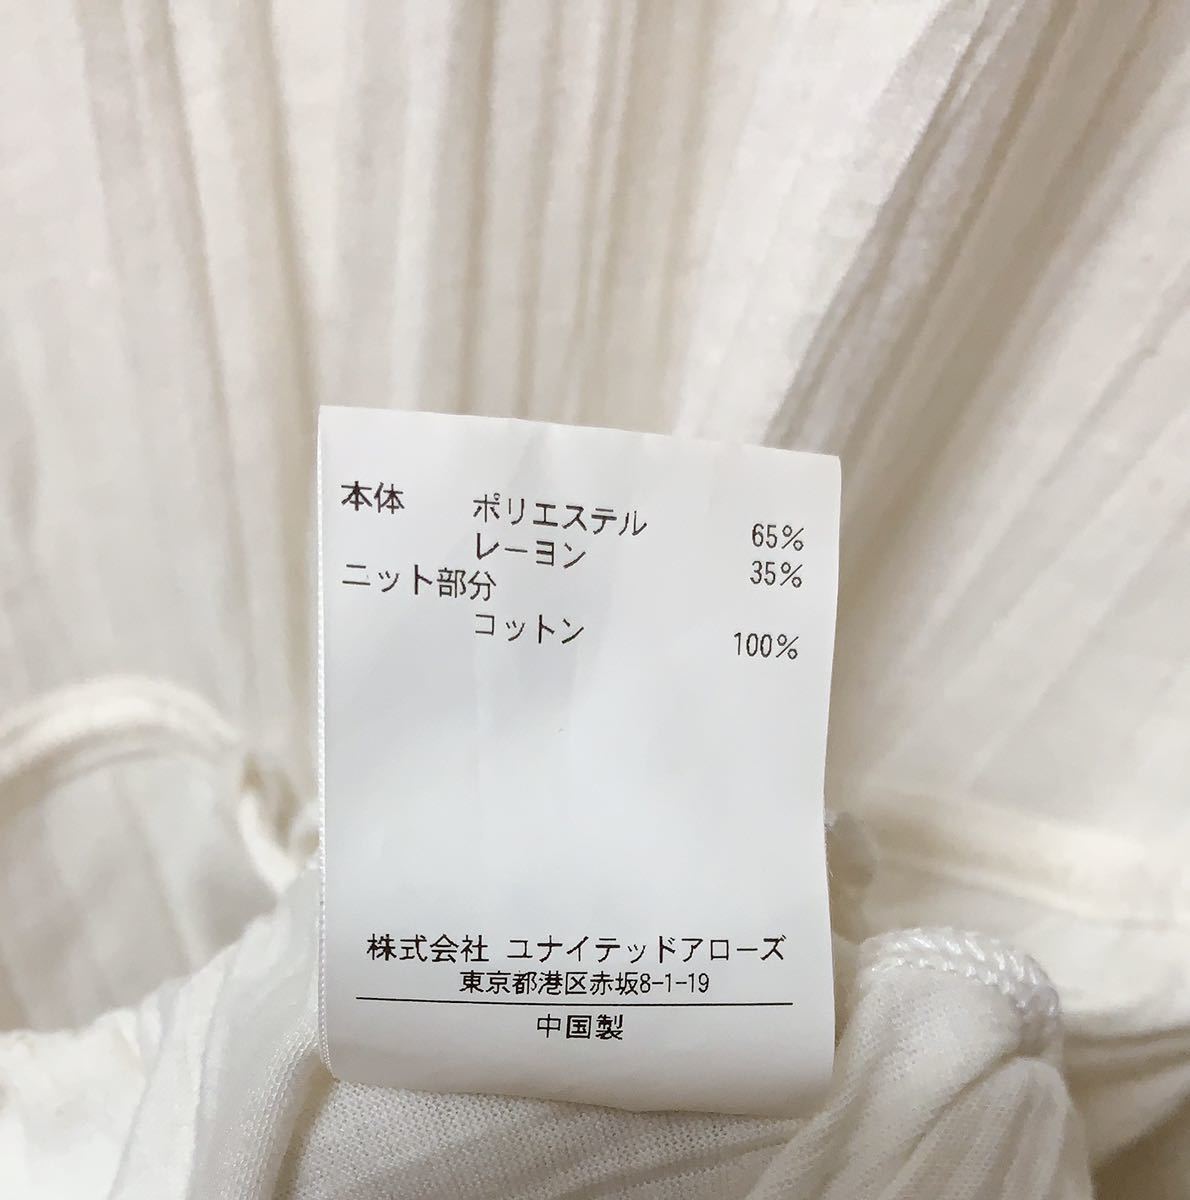 本体 ポリエステル 65%
レーヨン 35%
ニット部分
コットン 100%
株式会社 ユナイテッドアローズ
東京都港区赤坂8-1-19
中国製